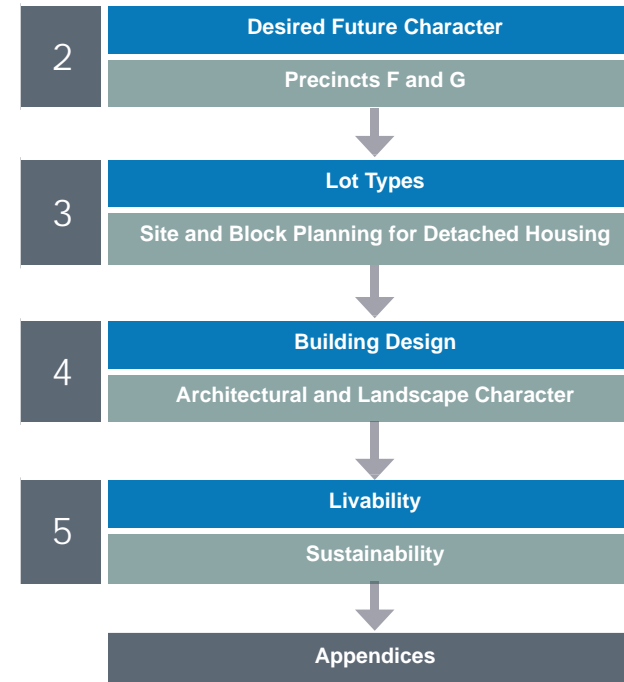 2
Desired Future Character
Precincts F and G
3
Lot Types
Site and Block Planning for Detached Housing
4
Building Design
Architectural and Landscape Character
5
Livability
Sustainability
Appendices